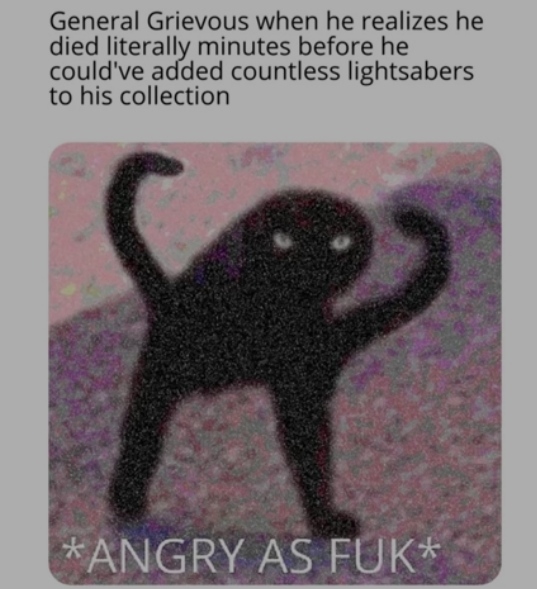 General Grievous when he realizes he
died literally minutes before he
could've added countless lightsabers
to his collection
*ANGRY AS FUK*